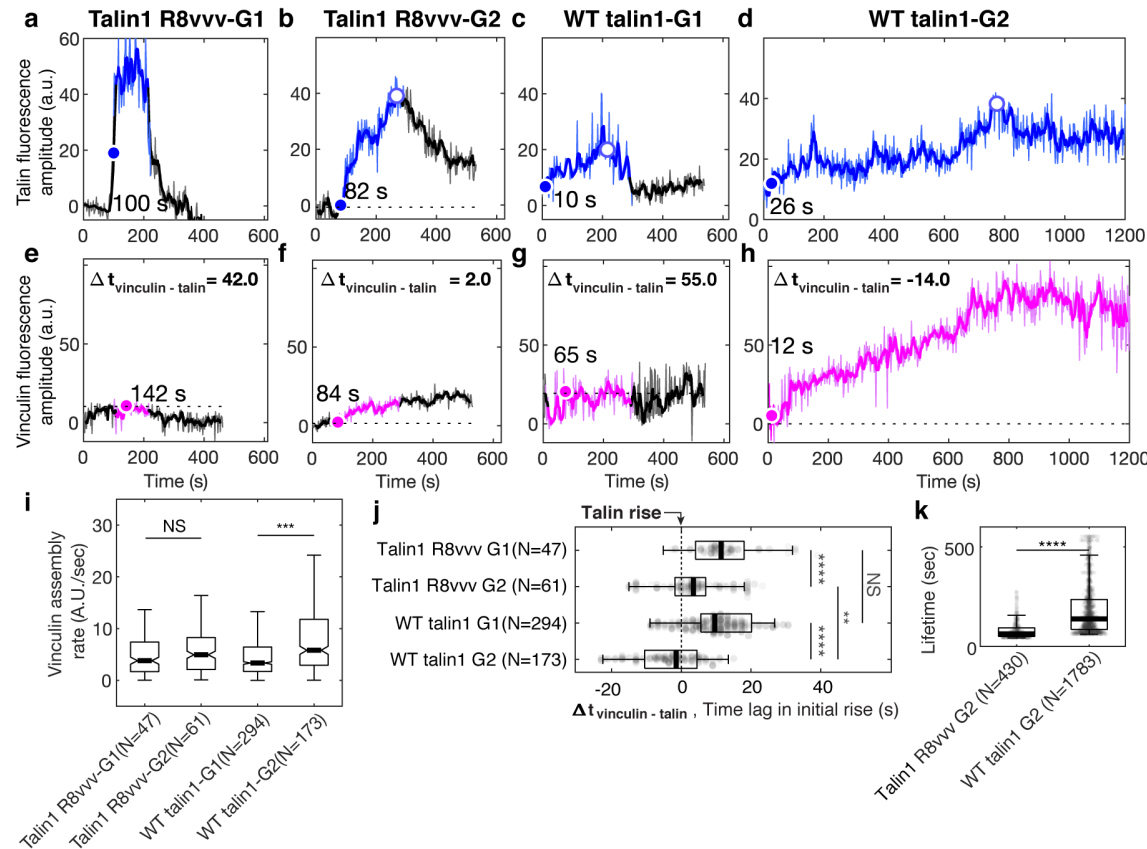 a Talin1 R8vvv-G1
b Talin1 R8vvv-G2
c WT talin1-G1
d WT talin1-G2
Talin fluorescence
amplitude (a.u.)
60
40
20
0
100 s
0 200 400 600
40
20
0
82 s
0 200 400 600
60
40
20
0
10 s
0 200 400 600
40
20
0
26 s
0 200 400 600 800 1000 1200
e
Vinculin fluorescence
amplitude (a.u.)
Δ t vinculin - talin = 42.0
50
0
142 s
0 200 400 600
Time (s)
f
Δ t vinculin - talin = 2.0
50
0
84 s
0 200 400 600
Time (s)
g
Δ t vinculin - talin = 55.0
50
0
65 s
0 200 400 600
Time (s)
h
Δ t vinculin - talin = -14.0
50
0
12 s
0 200 400 600 800 1000 1200
Time (s)
i
Vinculin assembly
rate (A.U./sec)
30
20
10
0
NS
***
Talin1 R8vvv-G1(N=47)
Talin1 R8vvv-G2(N=61)
WT talin1-G1(N=294)
WT talin1-G2(N=173)
j
Talin rise
Talin1 R8vvv G1(N=47)
Talin1 R8vvv G2 (N=61)
WT talin1 G1(N=294)
WT talin1 G2 (N=173)
****
****
**
NS
-20 0 20 40
Δ t vinculin - talin , Time lag in initial rise (s)
k
Lifetime (sec)
500
0
****
Talin1 R8vvv G2 (N=430)
WT talin1 G2 (N=1783)